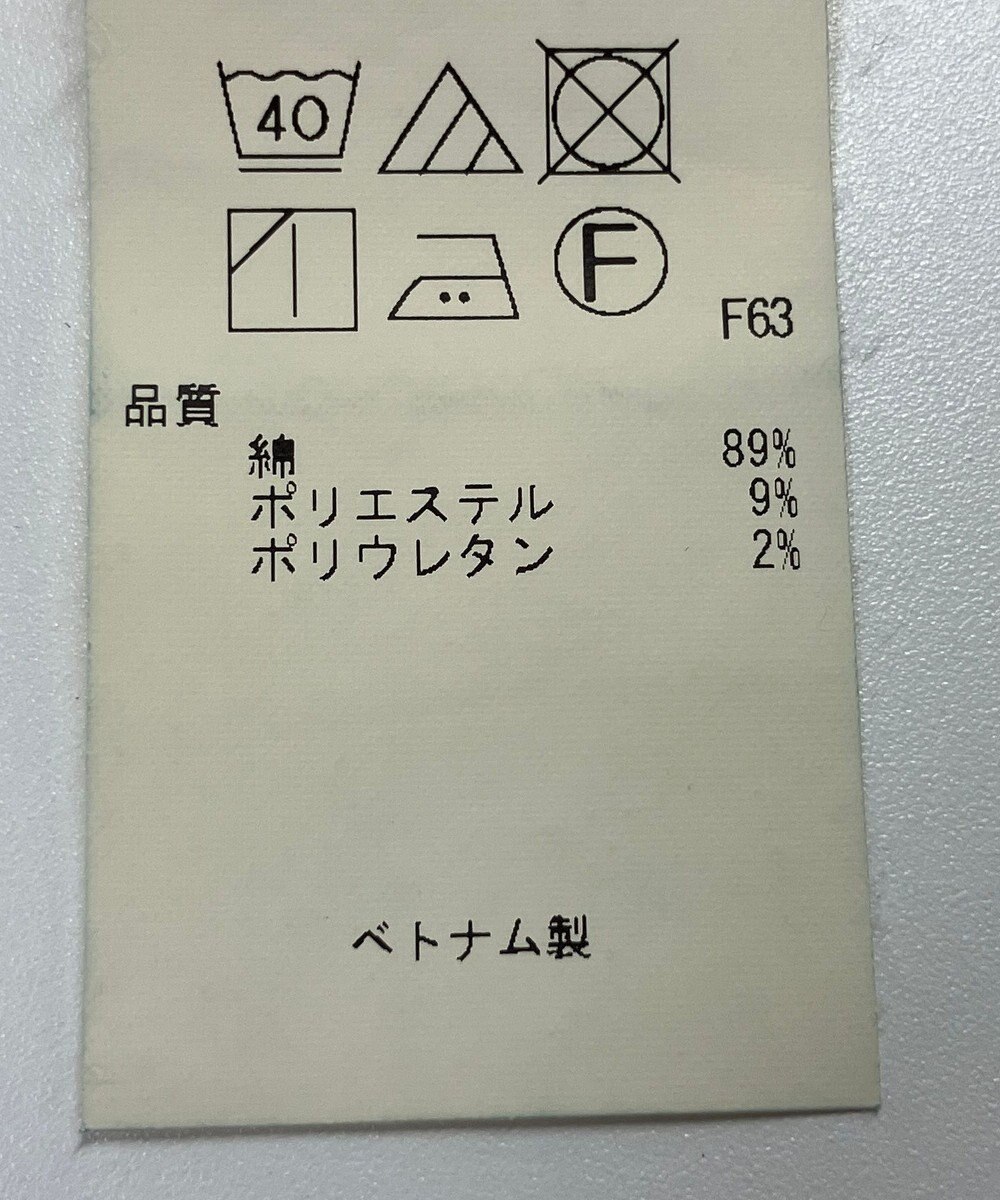 40
F
F63
品質
綿 89%
ポリエステル 9%
ポリウレタン 2%
ベトナム製